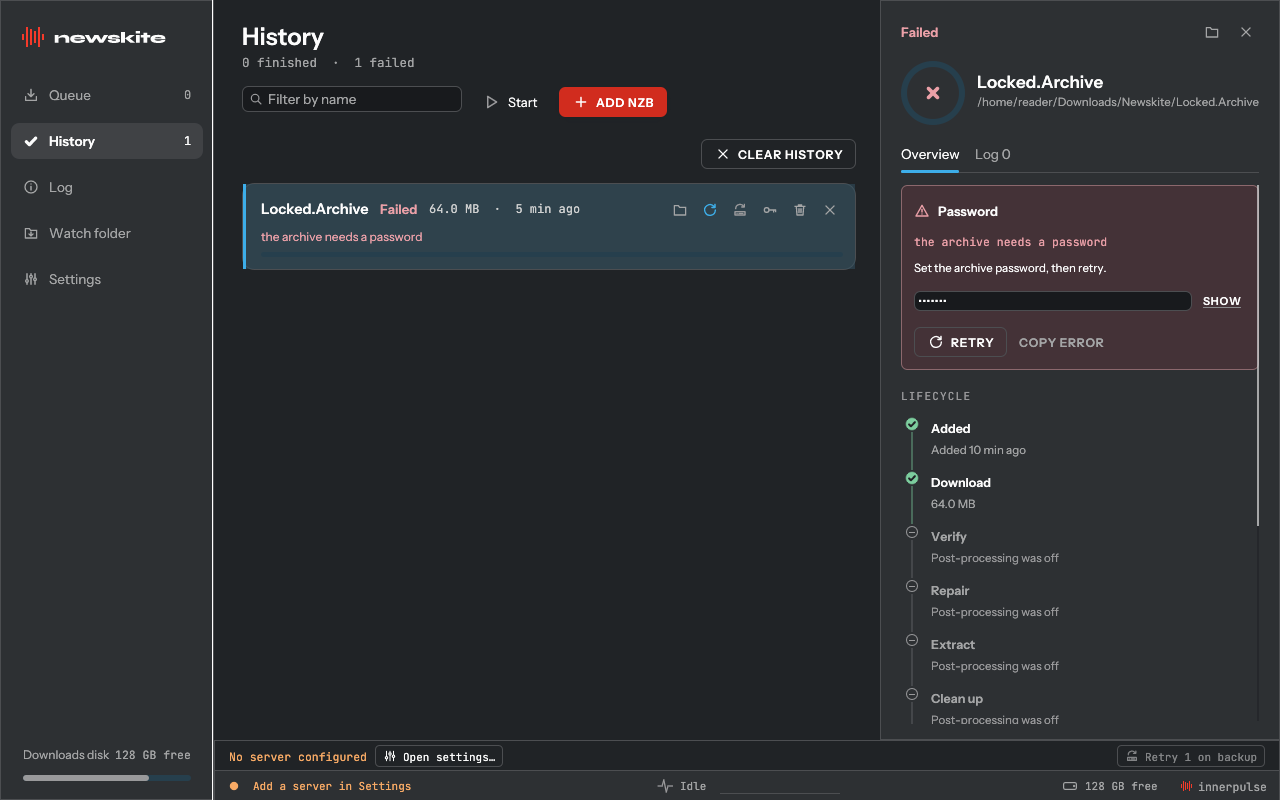 newskite
Queue 0
History 1
Log
Watch folder
Settings
Downloads disk 128 GB free
History
0 finished · 1 failed
Filter by name
Start
ADD NZB
CLEAR HISTORY
Locked.Archive Failed 64.0 MB · 5 min ago
the archive needs a password
Failed
Locked.Archive
/home/reader/Downloads/Newskite/Locked.Archive
Overview Log 0
Password
the archive needs a password
Set the archive password, then retry.
•••••••
SHOW
RETRY COPY ERROR
LIFECYCLE
Added
Added 10 min ago
Download
64.0 MB
Verify
Post-processing was off
Repair
Post-processing was off
Extract
Post-processing was off
Clean up
Post-processing was off
No server configured Open settings… Retry 1 on backup
Add a server in Settings Idle 128 GB free innerpulse